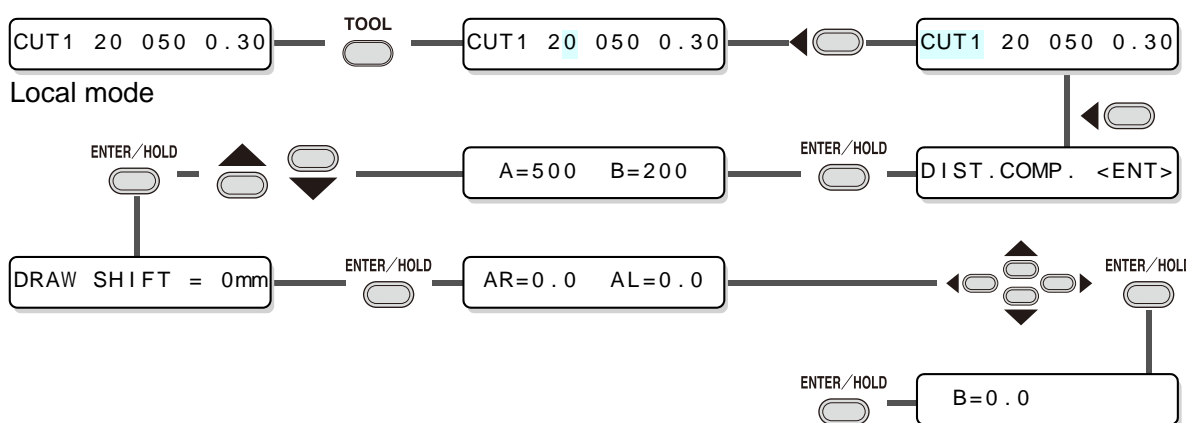 TOOL
CUT1 20 050 0.30
CUT1 20 050 0.30
CUT1 20 050 0.30
Local mode
ENTER/HOLD
A=500 B=200
ENTER/HOLD
DIST.COMP. <ENT>
DRAW SHIFT = 0mm
ENTER/HOLD
AR=0.0 AL=0.0
ENTER/HOL
ENTER/HOLD
B=0.0